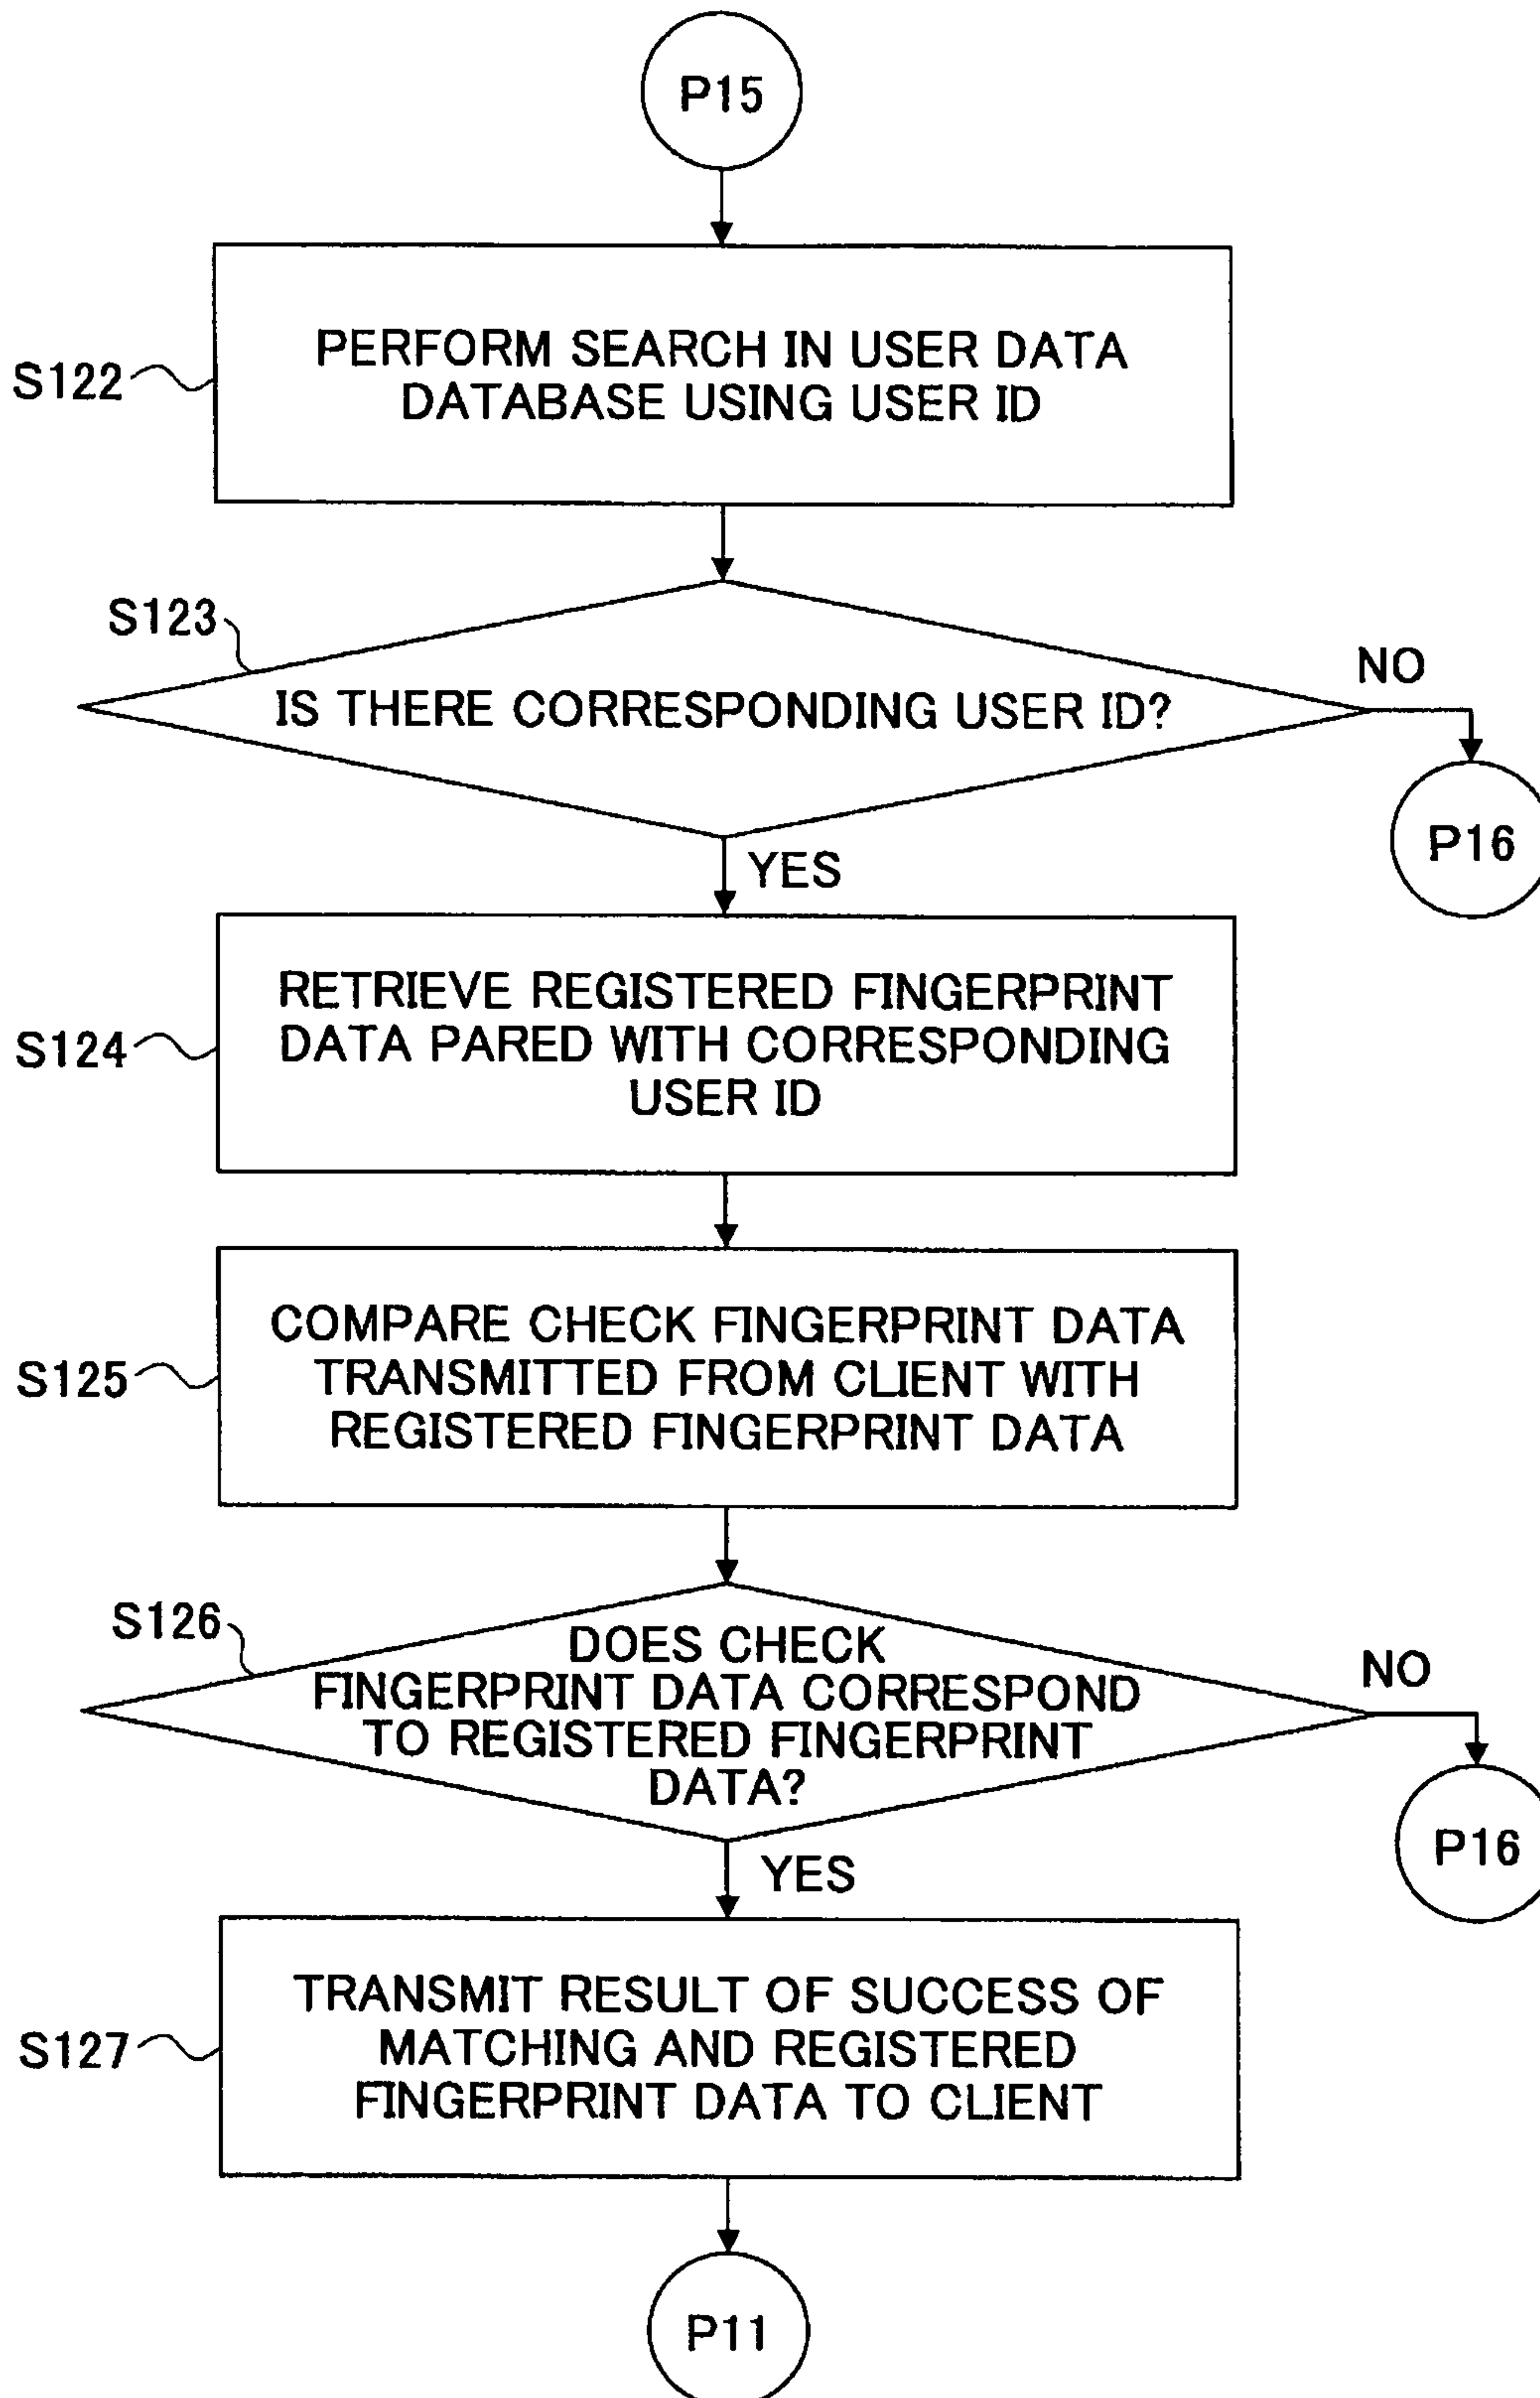 P15
S122
PERFORM SEARCH IN USER DATA
DATABASE USING USER ID
S123
IS THERE CORRESPONDING USER ID?
NO
P16
YES
S124
RETRIEVE REGISTERED FINGERPRINT
DATA PARED WITH CORRESPONDING
USER ID
S125
COMPARE CHECK FINGERPRINT DATA
TRANSMITTED FROM CLIENT WITH
REGISTERED FINGERPRINT DATA
S126
DOES CHECK
FINGERPRINT DATA CORRESPOND
TO REGISTERED FINGERPRINT
DATA?
NO
P16
YES
S127
TRANSMIT RESULT OF SUCCESS OF
MATCHING AND REGISTERED
FINGERPRINT DATA TO CLIENT
P11